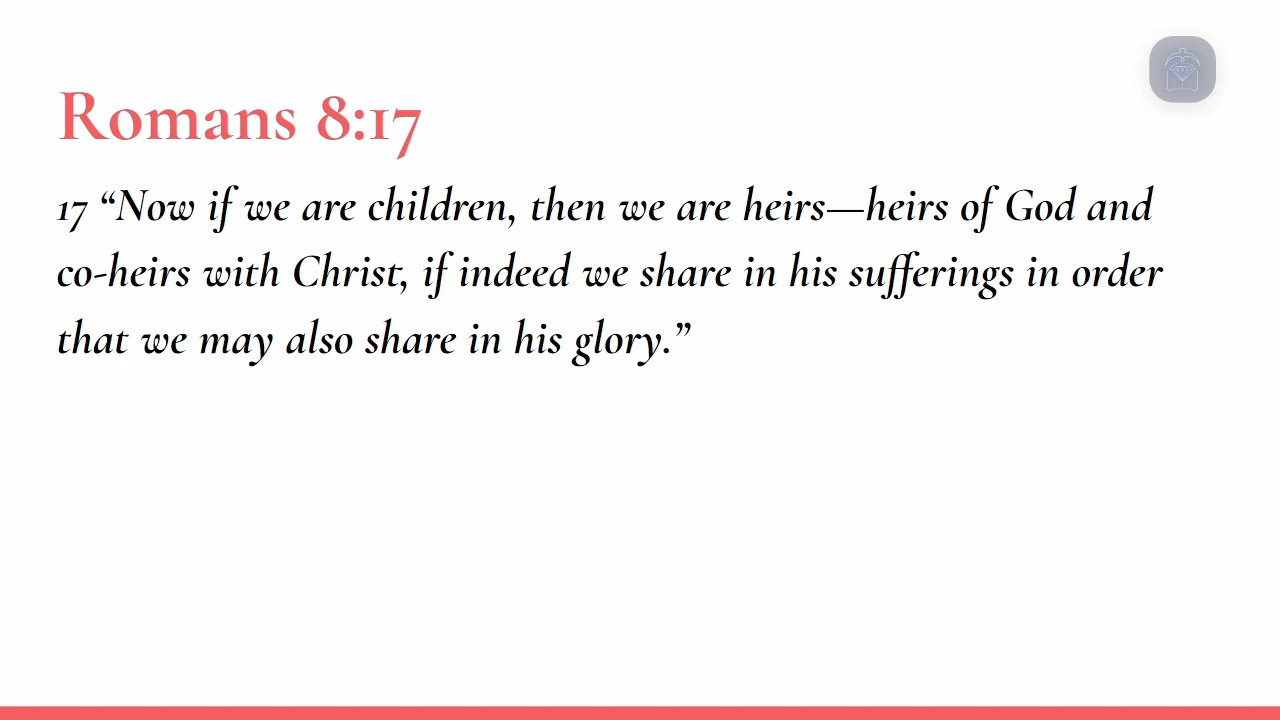 Romans 8:17
17 “Now if we are children, then we are heirs—heirs of God and
co-heirs with Christ, if indeed we share in his sufferings in order
that we may also share in his glory.”